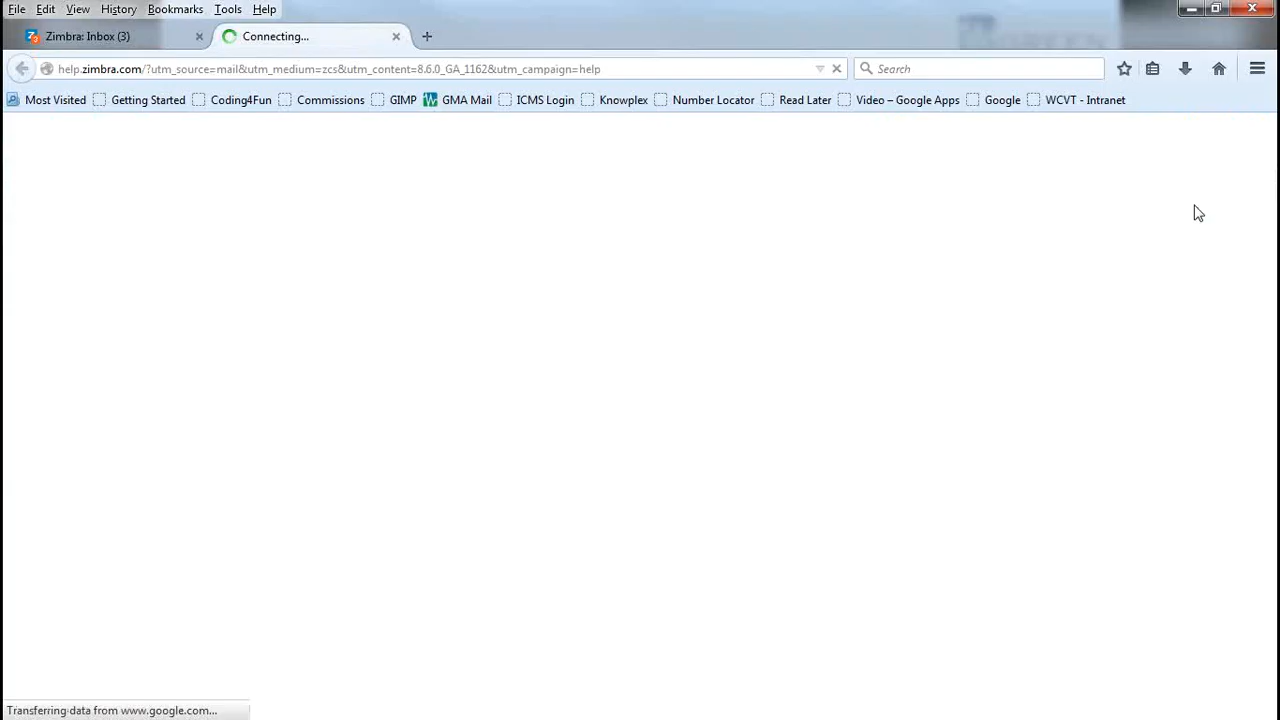 File Edit View History Bookmarks Tools Help
Zimbra: Inbox (3) Connecting...
help.zimbra.com/?utm_source=mail&utm_medium=zcs&utm_content=8.6.0_GA_1162&utm_campaign=help Search
Most Visited Getting Started Coding4Fun Commissions GIMP GMA Mail ICMS Login Knowplex Number Locator Read Later Video – Google Apps Google WCVT - Intranet
Transferring data from www.google.com...